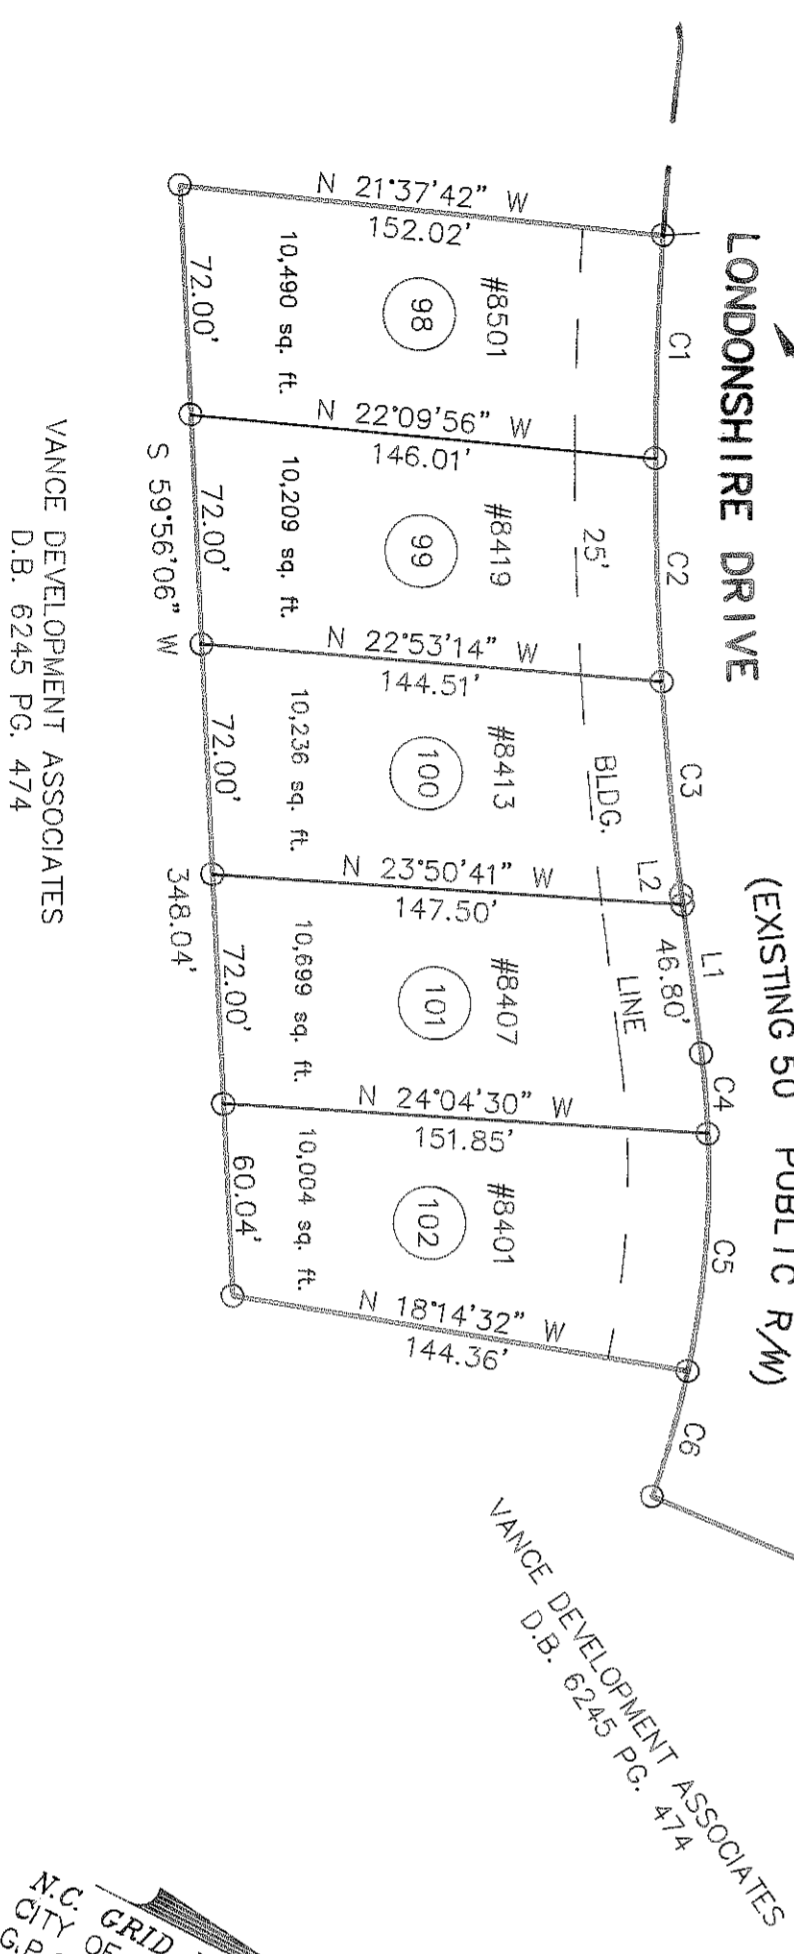 LONDONSHIRE DRIVE
(EXISTING 50 PUBLIC R/W)
C1
C2
C3
L2
L1
46.80'
C4
C5
C6
N 21°37'42" W
152.02'
#8501
98
10,490 sq. ft.
72.00'
N 22°09'56" W
146.01'
25'
#8419
99
10,209 sq. ft.
72.00'
S 59°56'06" W
N 22°53'14" W
144.51'
BLDG.
#8413
100
10,236 sq. ft.
72.00'
348.04'
N 23°50'41" W
147.50'
LINE
#8407
101
10,699 sq. ft.
72.00'
N 24°04'30" W
151.85'
#8401
102
10,004 sq. ft.
60.04'
N 18°14'32" W
144.36'
VANCE DEVELOPMENT ASSOCIATES
D.B. 6245 PG. 474
VANCE DEVELOPMENT ASSOCIATES
D.B. 6245 PG. 474
N.C. GRID
CITY OF